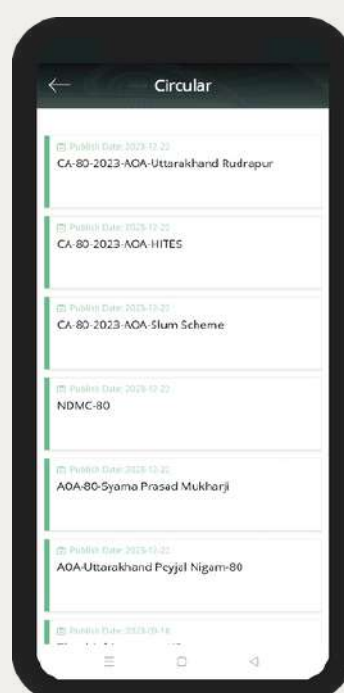 Circular
Publish Date: 2023-12-22
CA-80-2023-AOA-Uttarakhand Rudrapur
Publish Date: 2023-12-22
CA-80-2023-AOA-HITES
Publish Date: 2023-12-22
CA-80-2023-AOA-Slum Scheme
Publish Date: 2023-12-22
NDMC-80
Publish Date: 2023-12-22
AOA-80-Syama Prasad Mukharji
Publish Date: 2023-12-22
AOA-Uttarakhand Peyjal Nigam-80
Publish Date: